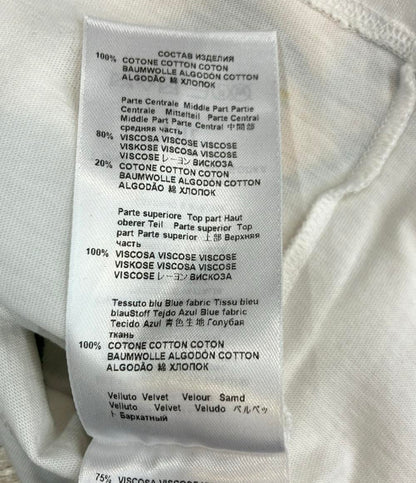 СОСТАВ ИЗДЕЛИЯ
100% COTONE COTTON COTON
BAUMWOLLE ALGODÓN COTTON
ALGODÃO 綿 ХЛОПОК
Parte Centrale Middle Part Partie
Centrale Mittelteil Parte Central
Middle Part Parte Central 中間部
средняя часть
80% VISCOSA VISCOSE VISCOSE
VISKOSE VISCOSA VISCOSE
VISCOSE レーヨン ВИСКОЗА
20% COTONE COTTON COTON
BAUMWOLLE ALGODÓN COTTON
ALGODÃO 綿 ХЛОПОК
Parte superiore Top part Haut
oberer Teil Parte superior Top
part Parte superior 上部 Верхняя
часть
100% VISCOSA VISCOSE VISCOSE
VISKOSE VISCOSA VISCOSE
VISCOSE レーヨン ВИСКОЗА
Tessuto blu Blue fabric Tissu bleu
blauStoff Tejdo Azul Blue fabric
Tecido Azul 青色生地 Голубая
ткань
100% COTONE COTTON COTON
BAUMWOLLE ALGODÓN COTTON
ALGODÃO 綿 ХЛОПОК
Velluto Velvet Velour Samd
Velluto Velvet Veludo ベルベッ
ト Бархатный
75% VISCOSA VISCOSE VISCOSE